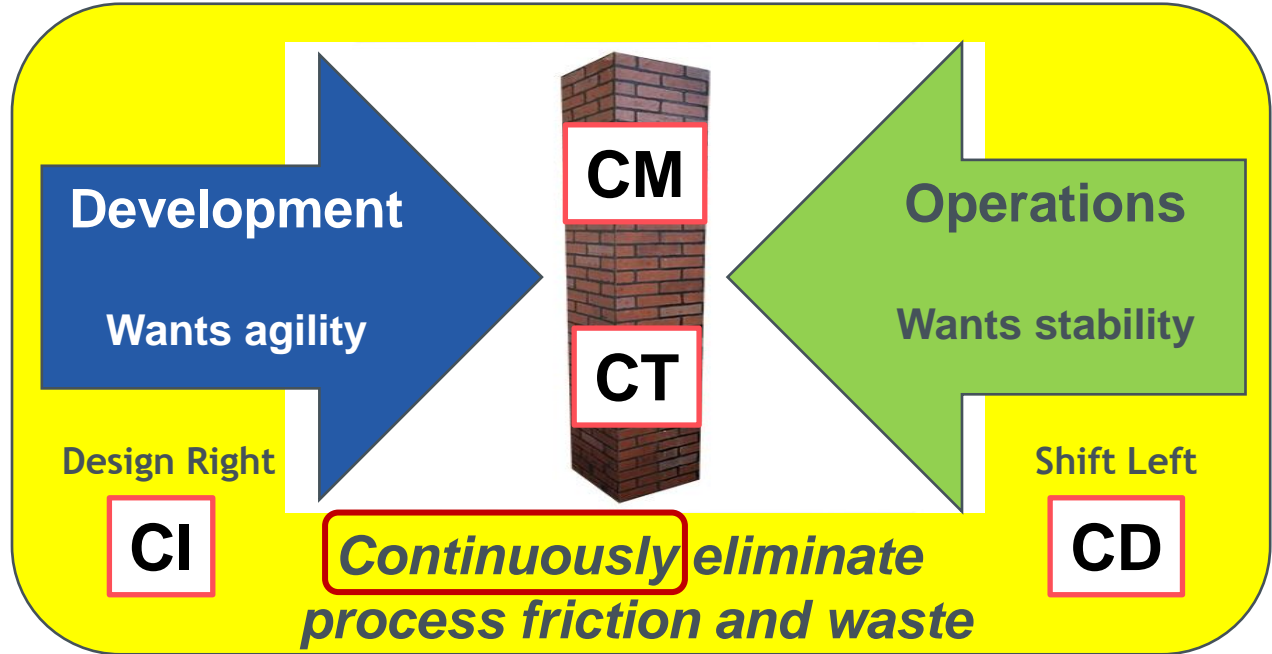 CM
Development
Operations
Wants agility
Wants stability
CT
Design Right
Shift Left
CI
CD
Continuously eliminate
process friction and waste